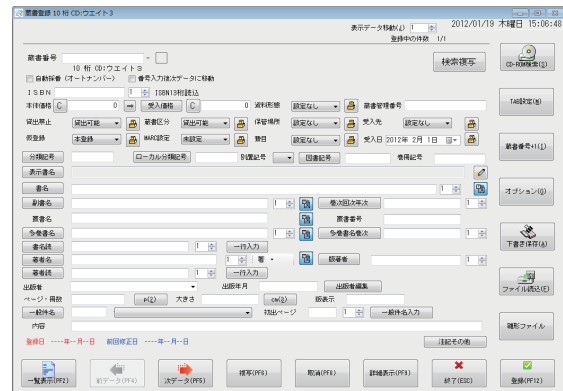 蔵書登録 10 桁 CD:ウエイト3
表示データ移動(J) 1 2012/01/19 木曜日 15:06:48
登録中の件数 1/1
蔵書番号 - 検索複写 CD-ROM検索(S)
10 桁 CD:ウエイト3
自動採番 (オートナンバー) 番号入力後次データに移動
ISBN 1 ISBN13桁読込
本体価格 C 0 ⇒ 受入価格 C 0 資料形態 設定なし 蔵書管理番号 TAB設定(M)
貸出禁止 貸出可能 蔵書区分 貸出可能 保管場所 設定なし 受入先 設定なし
仮登録 本登録 MARC設定 未設定 費目 設定なし 受入日 2012年 2月 1日 蔵書番号+1(I)
分類記号 ローカル分類記号 別置記号 図書記号 巻冊記号
表示書名
書名 1 オプション(O)
副書名 1 巻次回次年次 1
叢書名 叢書番号
多巻書名 1 多巻書名巻次 1 下書き保存(A)
書名読 1 一行入力
著者名 1 著 版著者
著者読 1 一行入力 ファイル読込(E)
出版者 出版年月 出版者編集
ページ・冊数 p(2) 大きさ cm(3) 版表示
一般件名 初出ページ 1 一般件名入力 雛形ファイル
内容
登録日 ----年--月--日 前回修正日 ----年--月--日 注記その他
一覧表示(PF2) 前データ(PF4) 次データ(PF5) 複写(PF6) 取消(PF8) 詳細表示(PF9) 終了(ESC) 登録(PF12)